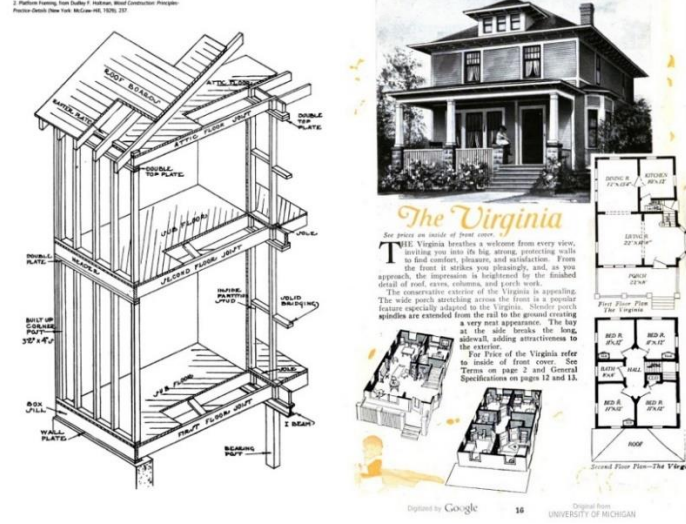 2. Platform Framing, from Dudley F. Holtman, Wood Construction: Principles-
Practice-Details (New York: McGraw-Hill, 1929), 237
ROOF BOARDS
RAFTER PLATE
ATTIC FLOOR
ATTIC FLOOR JOIST
DOUBLE
TOP PLATE
DOUBLE
TOP PLATE
SUB FLOOR
SOLE
DOUBLE
PLATE
HEADER
SECOND FLOOR JOIST
INSIDE
PARTITION
STUD
SOLID
BRIDGING
BUILT UP
CORNER
POST
SUB FLOOR
SOLE
BOX
SILL
FIRST FLOOR JOIST
WALL
PLATE
I BEAM
BEARING
POST
The Virginia
See prices on inside of front cover.
THE Virginia breathes a welcome from every view,
inviting you into its big, strong, protecting walls
to find comfort, pleasure, and satisfaction. From
the front it strikes you pleasingly, and, as you
approach, the impression is heightened by the finished
detail of roof, eaves, columns, and porch work.
The conservative exterior of the Virginia is appealing.
The wide porch stretching across the front is a popular
feature especially adapted to the Virginia. Slender porch
spindles are extended from the rail to the ground creating
a very neat appearance. The bay
at the side breaks the long,
sidewall, adding attractiveness to
the exterior.
For Price of the Virginia refer
to inside of front cover. See
Terms on page 2 and General
Specifications on pages 12 and 13.
DINING R.
KITCHEN
LIVING R.
PORCH
First Floor Plan
The Virginia
BED R.
BED R.
BATH
HALL
BED R.
BED R.
ROOF
Second Floor Plan—The Virg
Digitized by Google
16
Original from
UNIVERSITY OF MICHIGAN